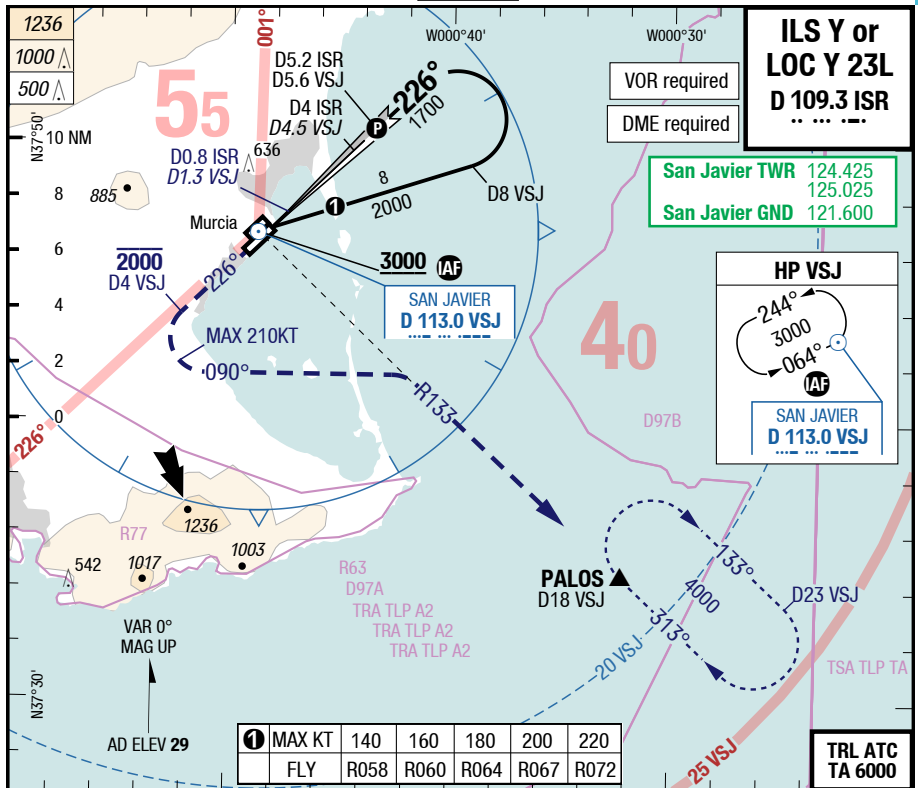 1236
1000
500
001°
55
N37°50'
10 NM
8
6
4
2
0
N37°30'
W000°40'
W000°30'
ILS Y or
LOC Y 23L
D 109.3 ISR
VOR required
DME required
San Javier TWR 124.425
125.025
San Javier GND 121.600
D5.2 ISR
D5.6 VSJ
D4 ISR
D4.5 VSJ
P
226°
1700
D0.8 ISR
D1.3 VSJ
636
885
8
2000
1
D8 VSJ
Murcia
3000 IAF
2000
D4 VSJ
226°
SAN JAVIER
D 113.0 VSJ
MAX 210KT
090°
R133
40
D97B
HP VSJ
244°
3000
064°
IAF
SAN JAVIER
D 113.0 VSJ
226°
1236
R77
542
1017
1003
R63
D97A
TRA TLP A2
TRA TLP A2
TRA TLP A2
PALOS
D18 VSJ
133°
4000
313°
D23 VSJ
20 VSJ
TSA TLP TA
25 VSJ
VAR 0°
MAG UP
AD ELEV 29
1 MAX KT 140 160 180 200 220
FLY R058 R060 R064 R067 R072
TRL ATC
TA 6000